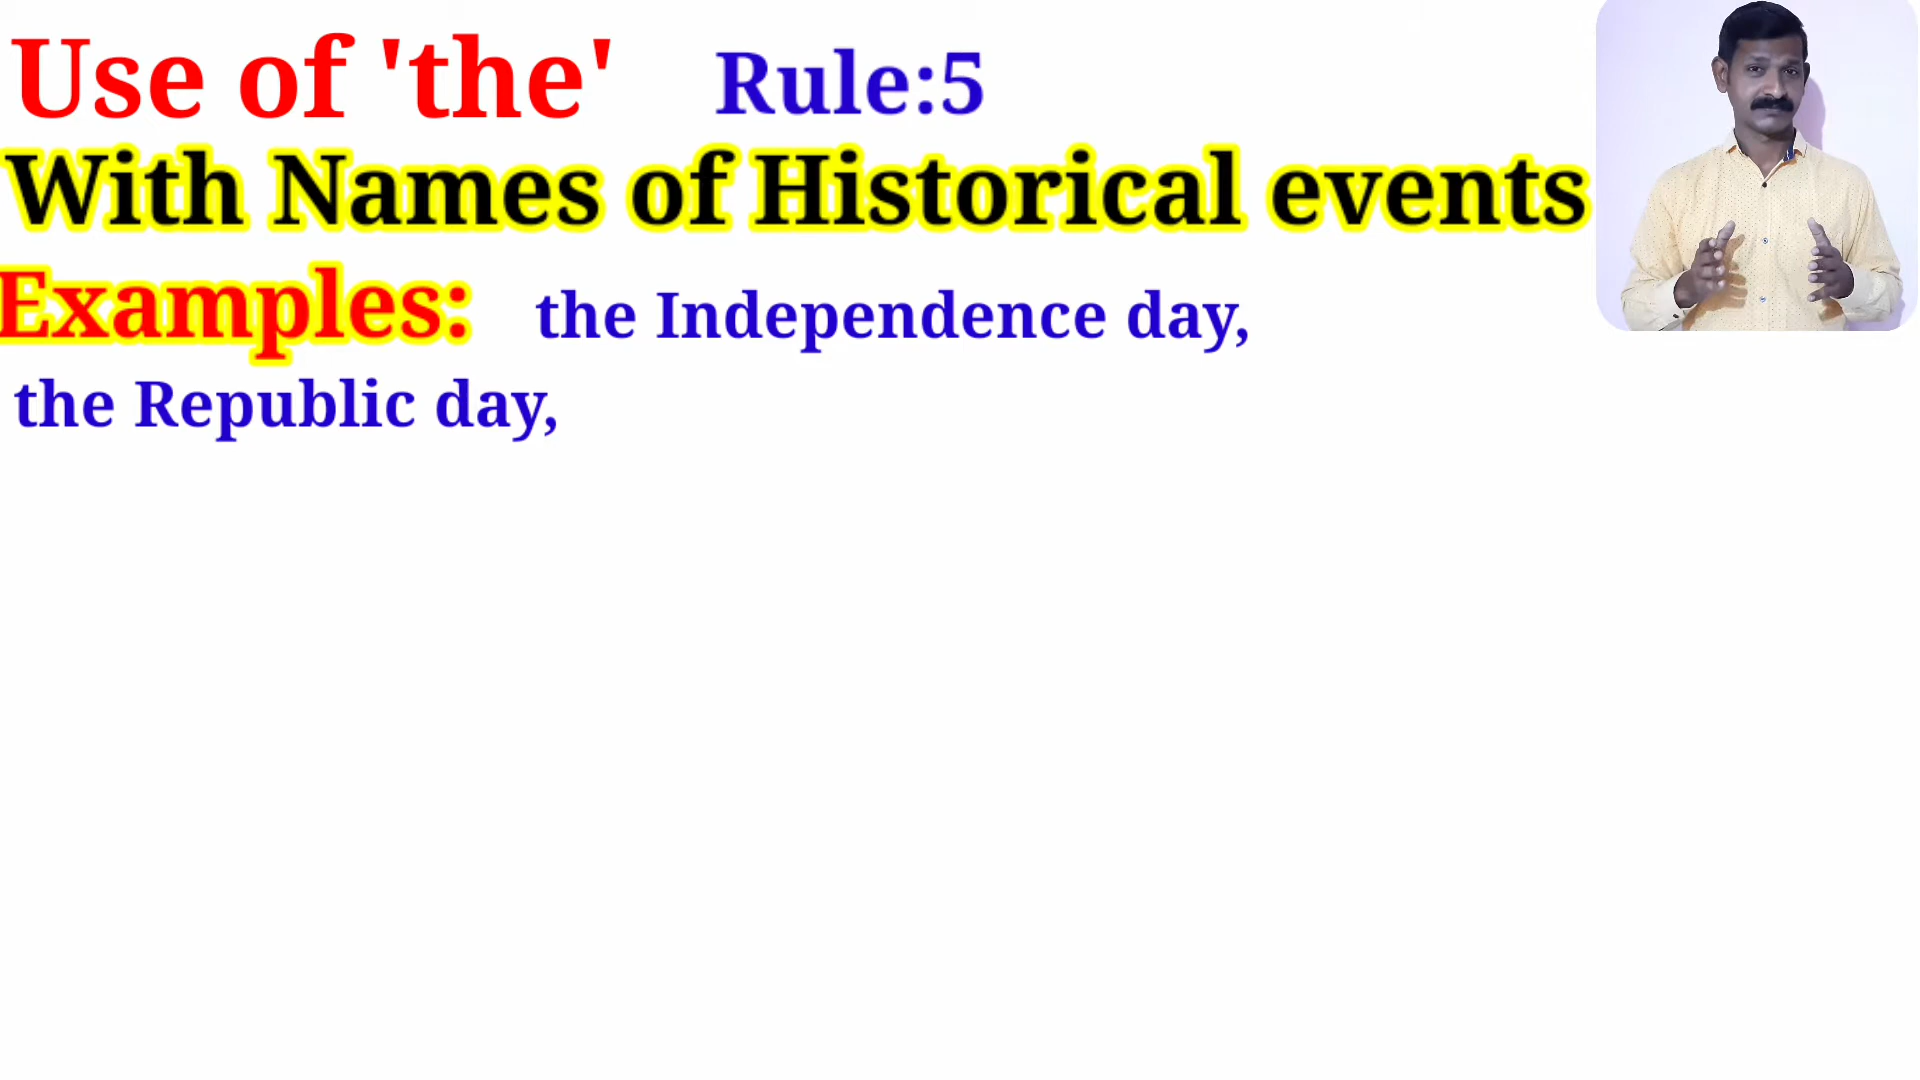 Use of 'the' Rule:5
With Names of Historical events
Examples: the Independence day,
the Republic day,